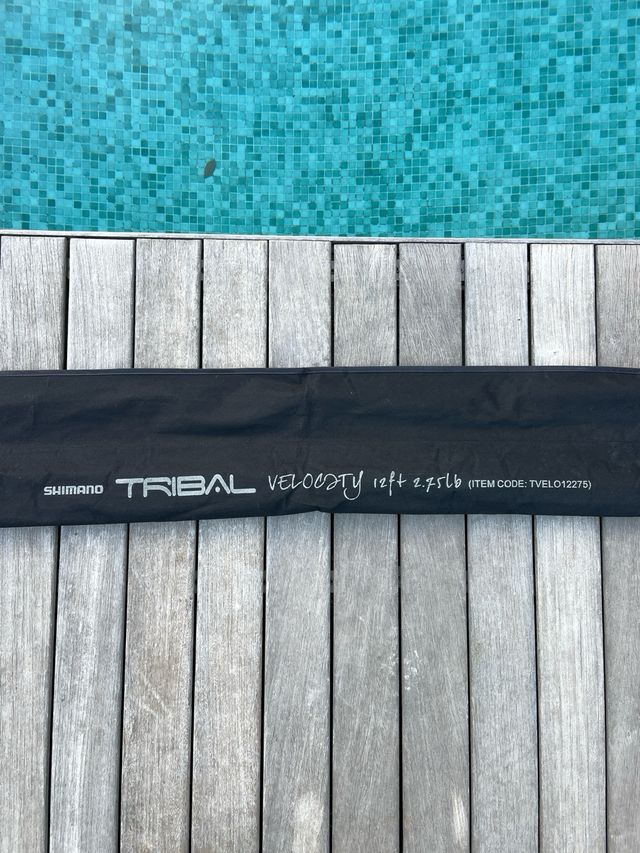 SHIMANO TRIBAL VELOCITY 12ft 2.75lb (ITEM CODE: TVELO12275)